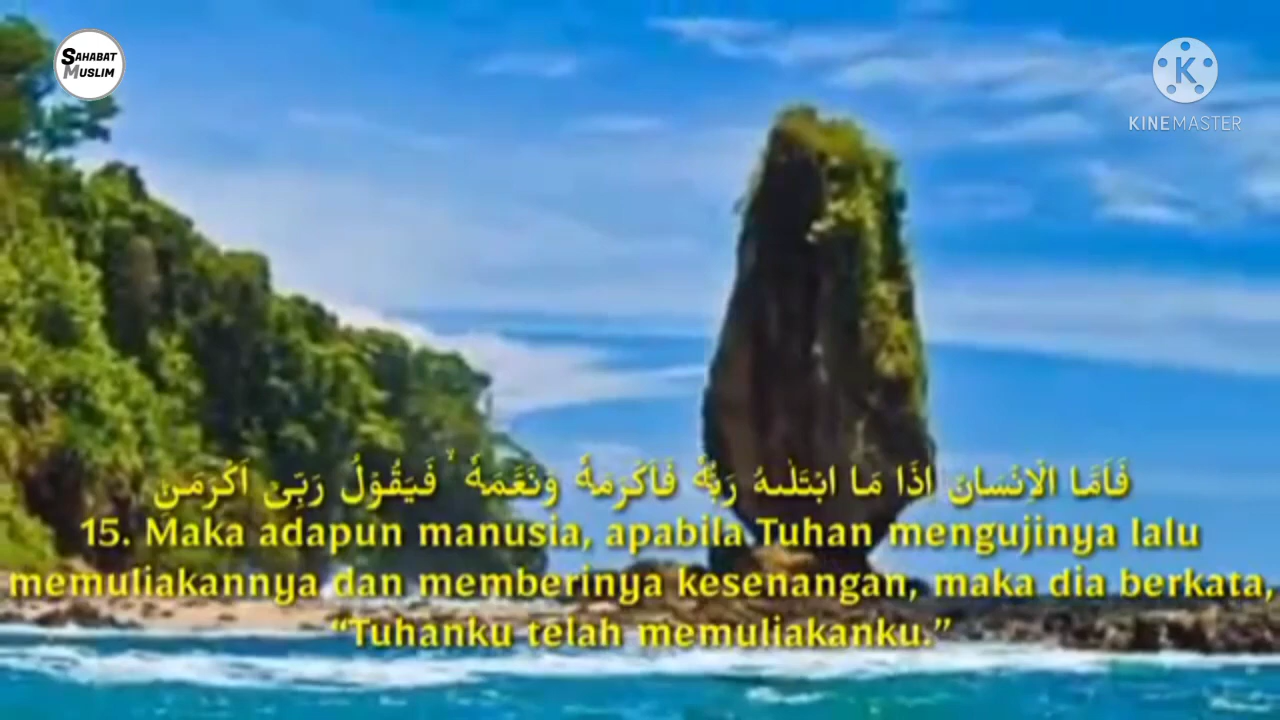 SAHABAT
MUSLIM
K
KINEMASTER
فَاَمَّا الْاِنْسَانُ اِذَا مَا ابْتَلٰىهُ رَبُّهٗ فَاَكْرَمَهٗ وَنَعَّمَهٗ ۙ فَيَقُوْلُ رَبِّيْٓ اَكْرَمَنِ
15. Maka adapun manusia, apabila Tuhan mengujinya lalu
memuliakannya dan memberinya kesenangan, maka dia berkata,
“Tuhanku telah memuliakanku.”